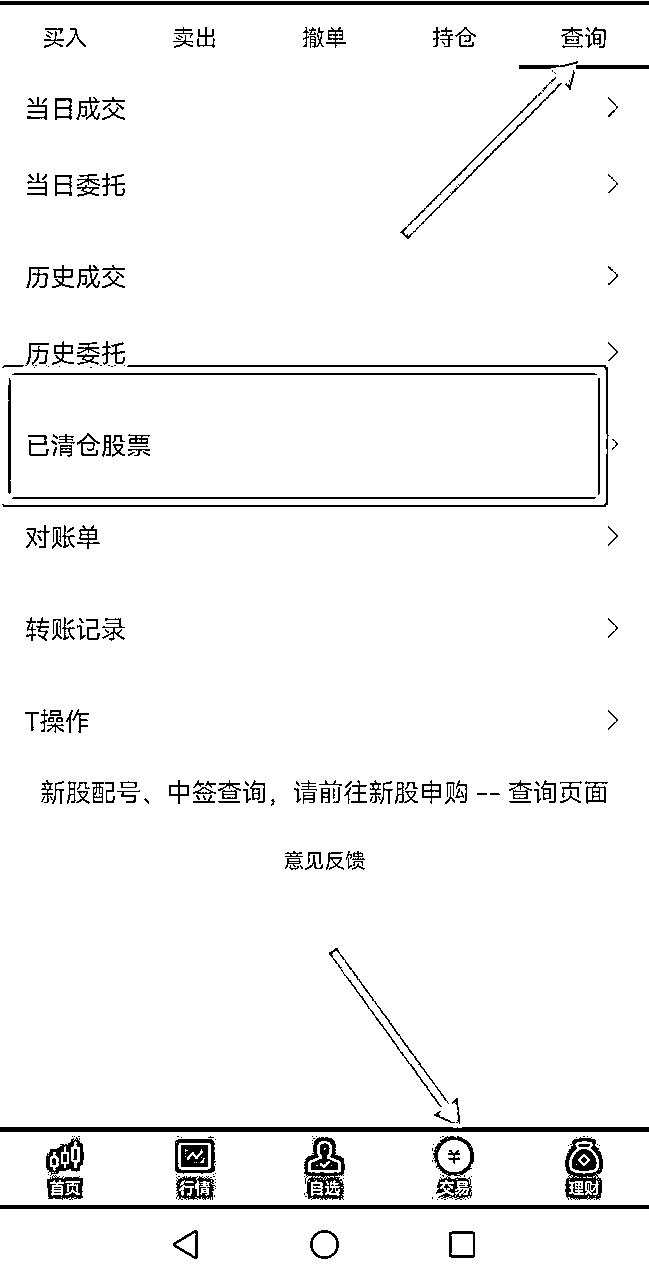 买入 卖出 撤单 持仓 查询
当日成交
当日委托
历史成交
历史委托
已清仓股票
对账单
转账记录
T操作
新股配号、中签查询，请前往新股申购 -- 查询页面
意见反馈
首页 行情 自选 交易 理财